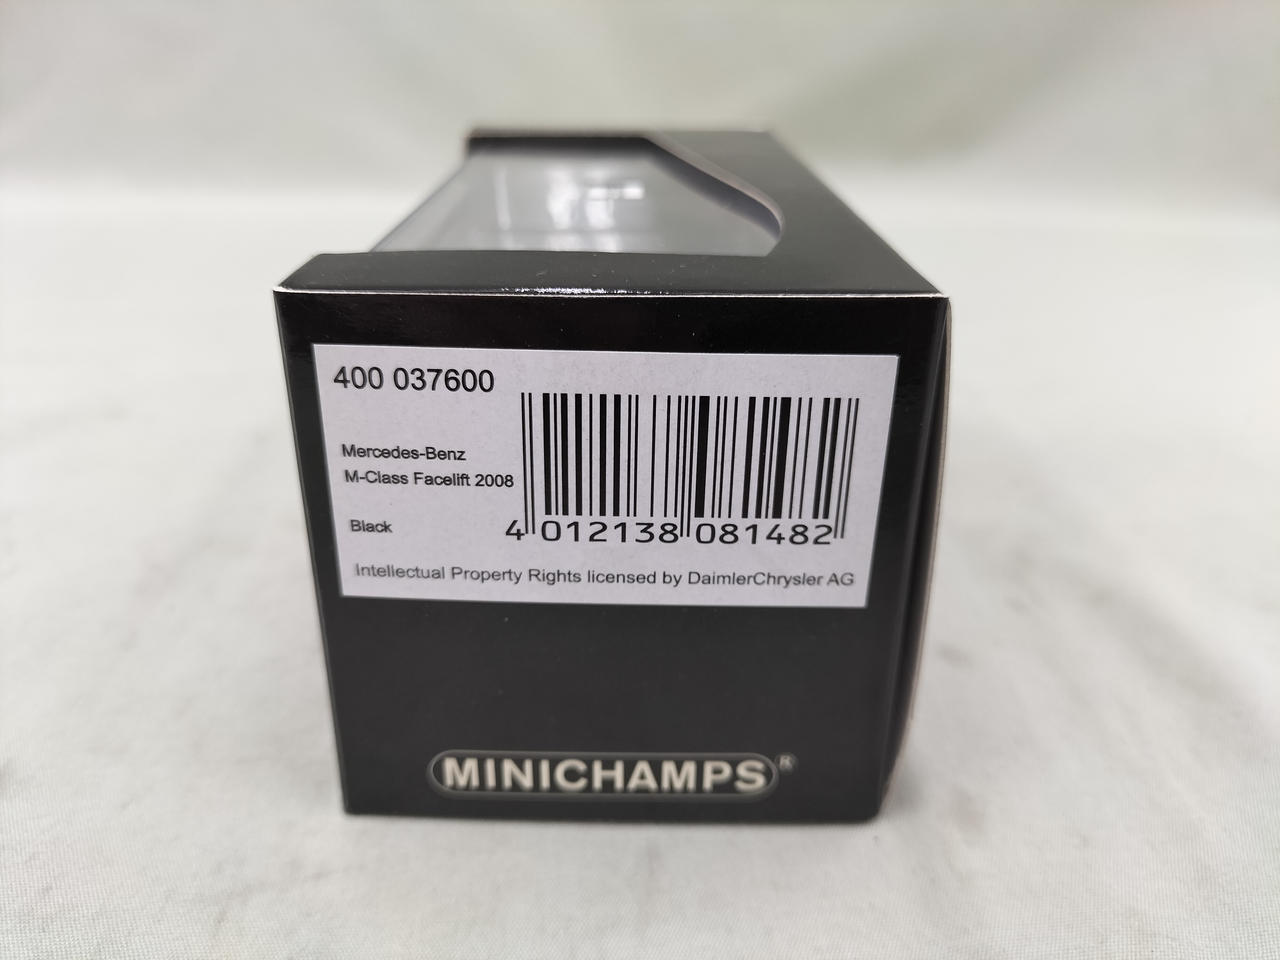 400 037600
Mercedes-Benz
M-Class Facelift 2008
Black
4 012138 081482
Intellectual Property Rights licensed by DaimlerChrysler AG
MINICHAMPS®